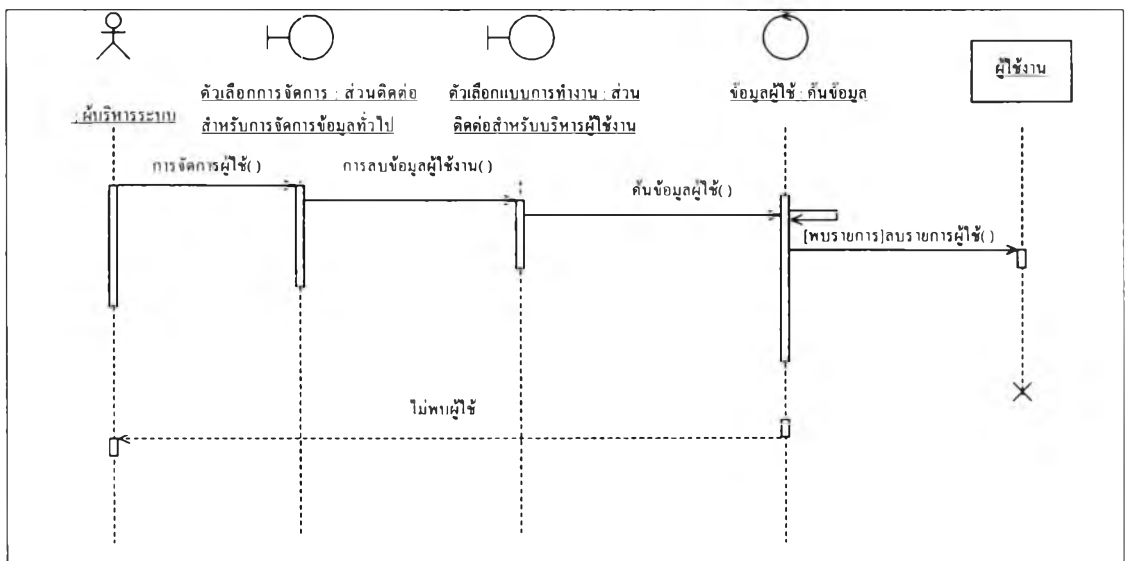 : ผู้บริหารระบบ
ตัวเลือกการจัดการ : ส่วนติดต่อ
สำหรับการจัดการข้อมูลทั่วไป
ตัวเลือกแบบการทำงาน : ส่วน
ติดต่อสำหรับบริหารผู้ใช้งาน
ข้อมูลผู้ใช้ : ค้นข้อมูล
ผู้ใช้งาน
การจัดการผู้ใช้( )
การลบข้อมูลผู้ใช้งาน( )
ค้นข้อมูลผู้ใช้( )
[พบรายการ]ลบรายการผู้ใช้( )
ไม่พบผู้ใช้